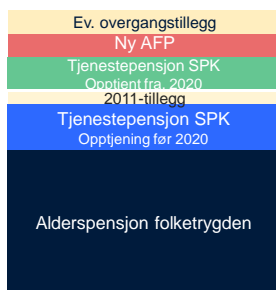 Ev. overgangstillegg
Ny AFP
Tjenestepensjon SPK
Opptjent fra. 2020
2011-tillegg
Tjenestepensjon SPK
Opptjening før 2020
Alderspensjon folketrygden